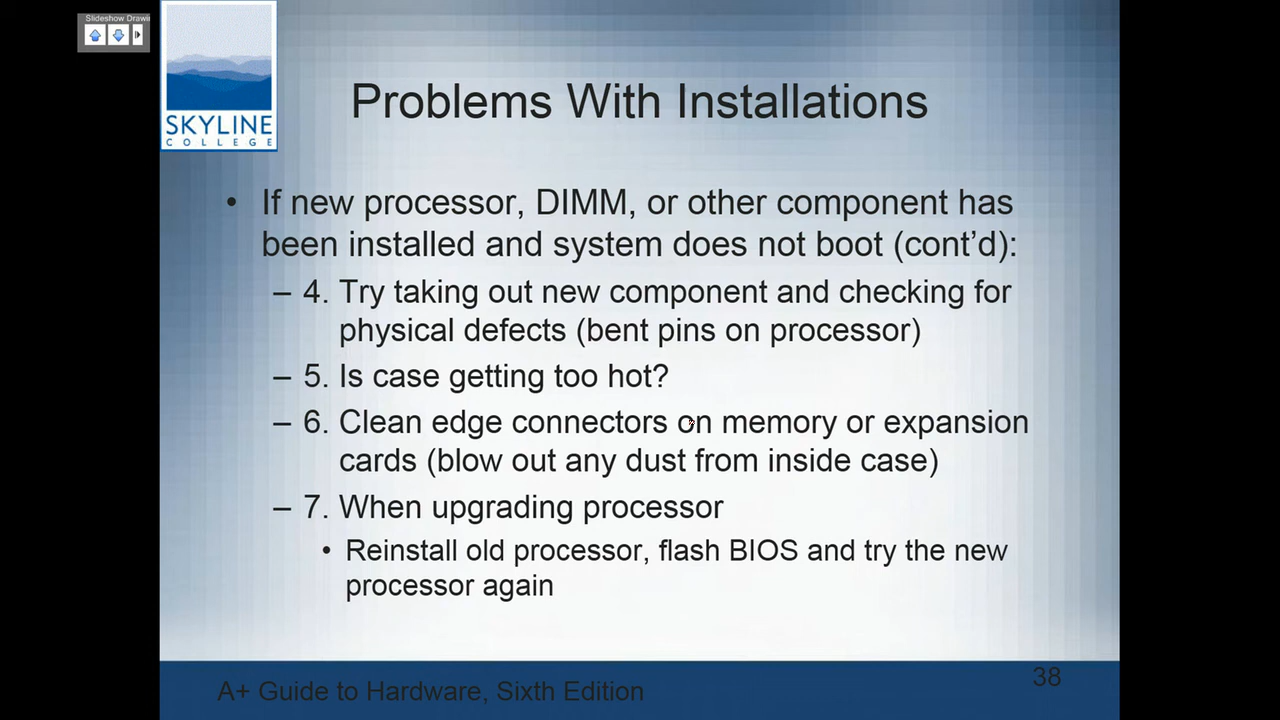 Slideshow Drawi
SKYLINE
COLLEGE
Problems With Installations
• If new processor, DIMM, or other component has
been installed and system does not boot (cont’d):
– 4. Try taking out new component and checking for
physical defects (bent pins on processor)
– 5. Is case getting too hot?
– 6. Clean edge connectors on memory or expansion
cards (blow out any dust from inside case)
– 7. When upgrading processor
• Reinstall old processor, flash BIOS and try the new
processor again
A+ Guide to Hardware, Sixth Edition
38